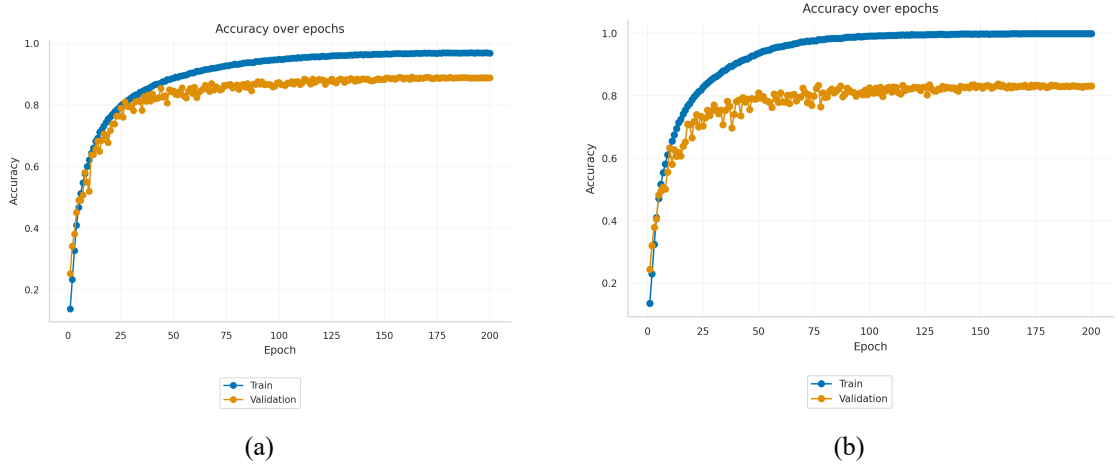 Accuracy over epochs
1.0
0.8
0.6
0.4
0.2
Accuracy
0 25 50 75 100 125 150 175 200
Epoch
Train
Validation
(a)
Accuracy over epochs
1.0
0.8
0.6
0.4
0.2
Accuracy
0 25 50 75 100 125 150 175 200
Epoch
Train
Validation
(b)